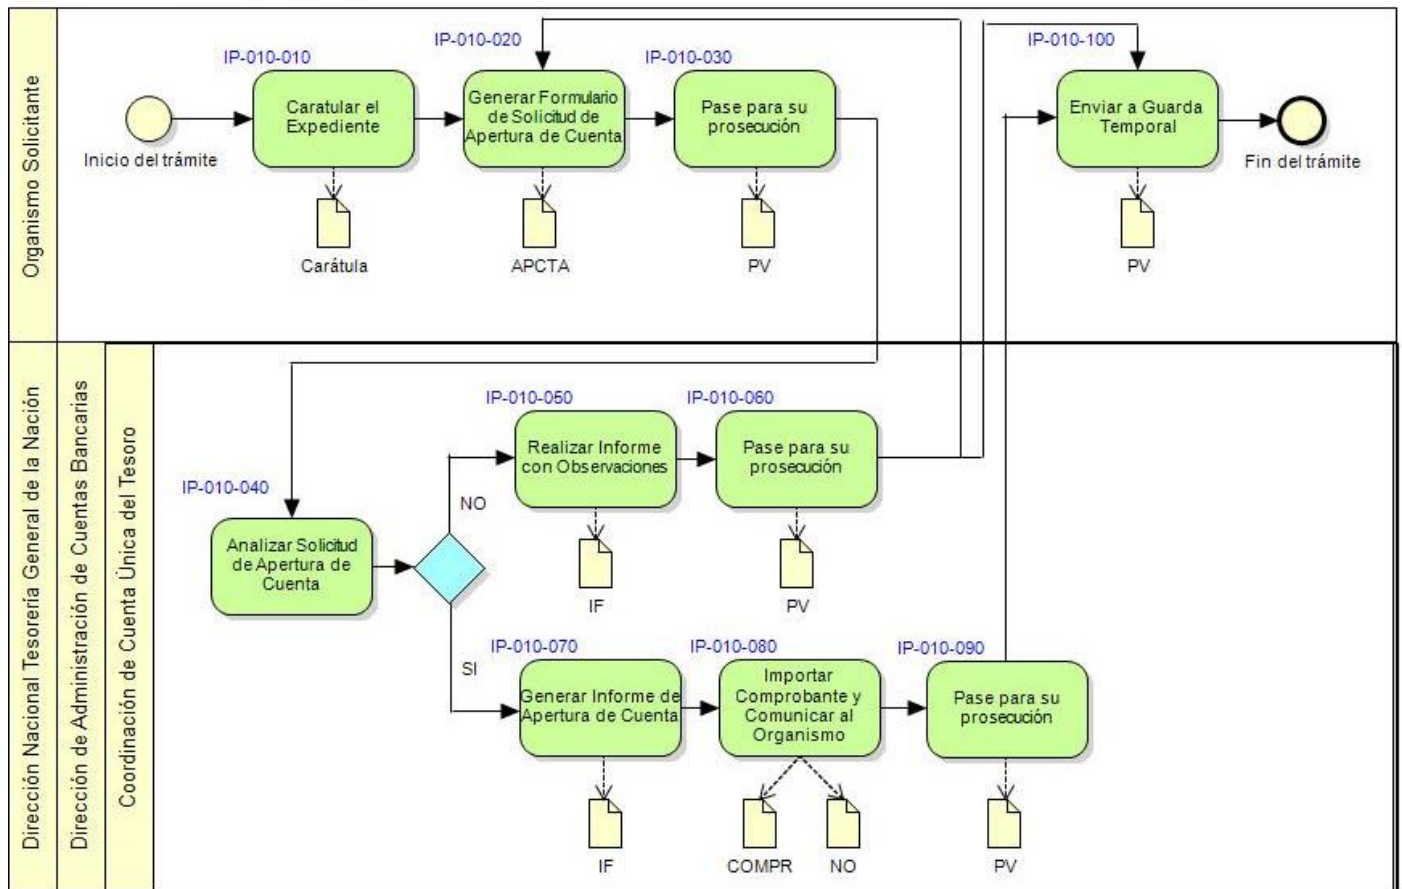 Organismo Solicitante
IP-010-010
IP-010-020
IP-010-030
IP-010-100
Inicio del trámite
Caratular el
Expediente
Generar Formulario
de Solicitud de
Apertura de Cuenta
Pase para su
prosecución
Enviar a Guarda
Temporal
Fin del trámite
Carátula
APCTA
PV
PV
Dirección Nacional Tesorería General de la Nación
Dirección de Administración de Cuentas Bancarias
Coordinación de Cuenta Única del Tesoro
IP-010-040
Analizar Solicitud
de Apertura de
Cuenta
NO
SI
IP-010-050
IP-010-060
Realizar Informe
con Observaciones
Pase para su
prosecución
IF
PV
IP-010-070
IP-010-080
IP-010-090
Generar Informe de
Apertura de Cuenta
Importar
Comprobante y
Comunicar al
Organismo
Pase para su
prosecución
IF
COMPR
NO
PV